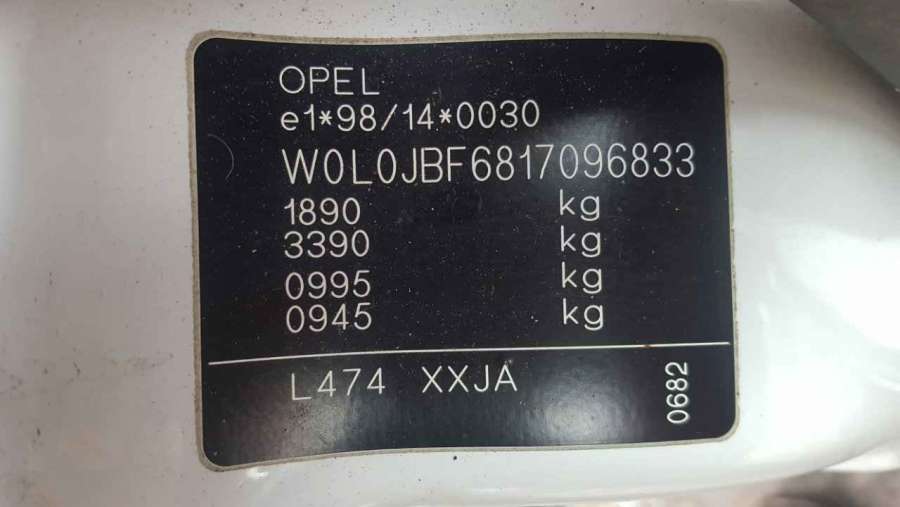 OPEL
e1*98/14*0030
W0L0JBF6817096833
1890 kg
3390 kg
0995 kg
0945 kg
L474 XXJA
0682